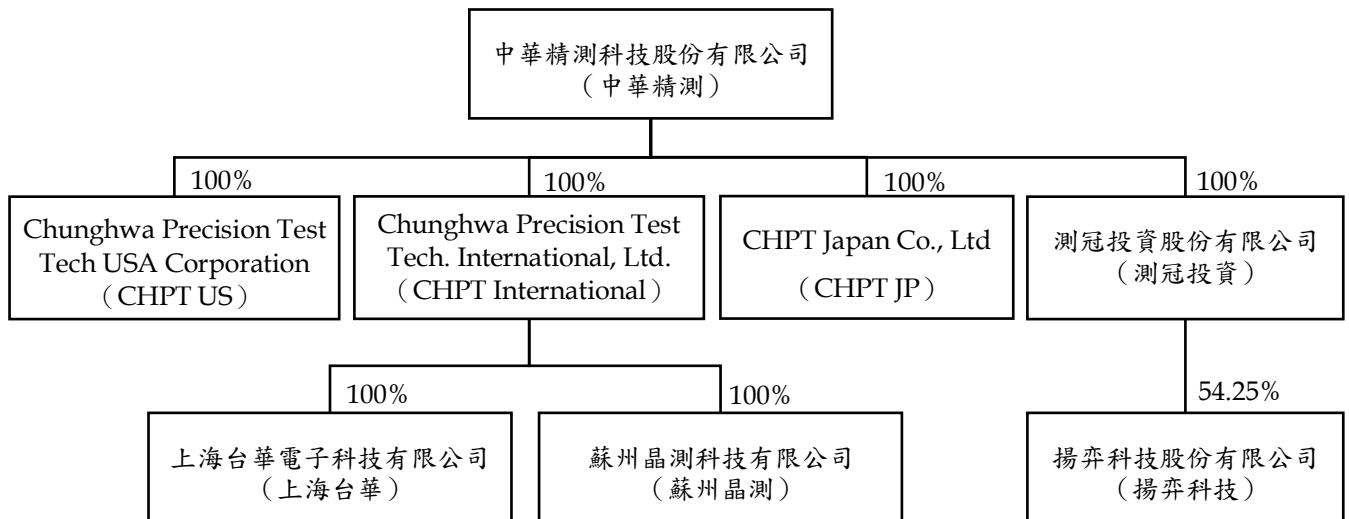 中華精測科技股份有限公司
（中華精測）
100%
100%
100%
100%
Chunghwa Precision Test
Tech USA Corporation
（CHPT US）
Chunghwa Precision Test
Tech. International, Ltd.
（CHPT International）
CHPT Japan Co., Ltd
（CHPT JP）
測冠投資股份有限公司
（測冠投資）
100%
100%
54.25%
上海台華電子科技有限公司
（上海台華）
蘇州晶測科技有限公司
（蘇州晶測）
揚弈科技股份有限公司
（揚弈科技）